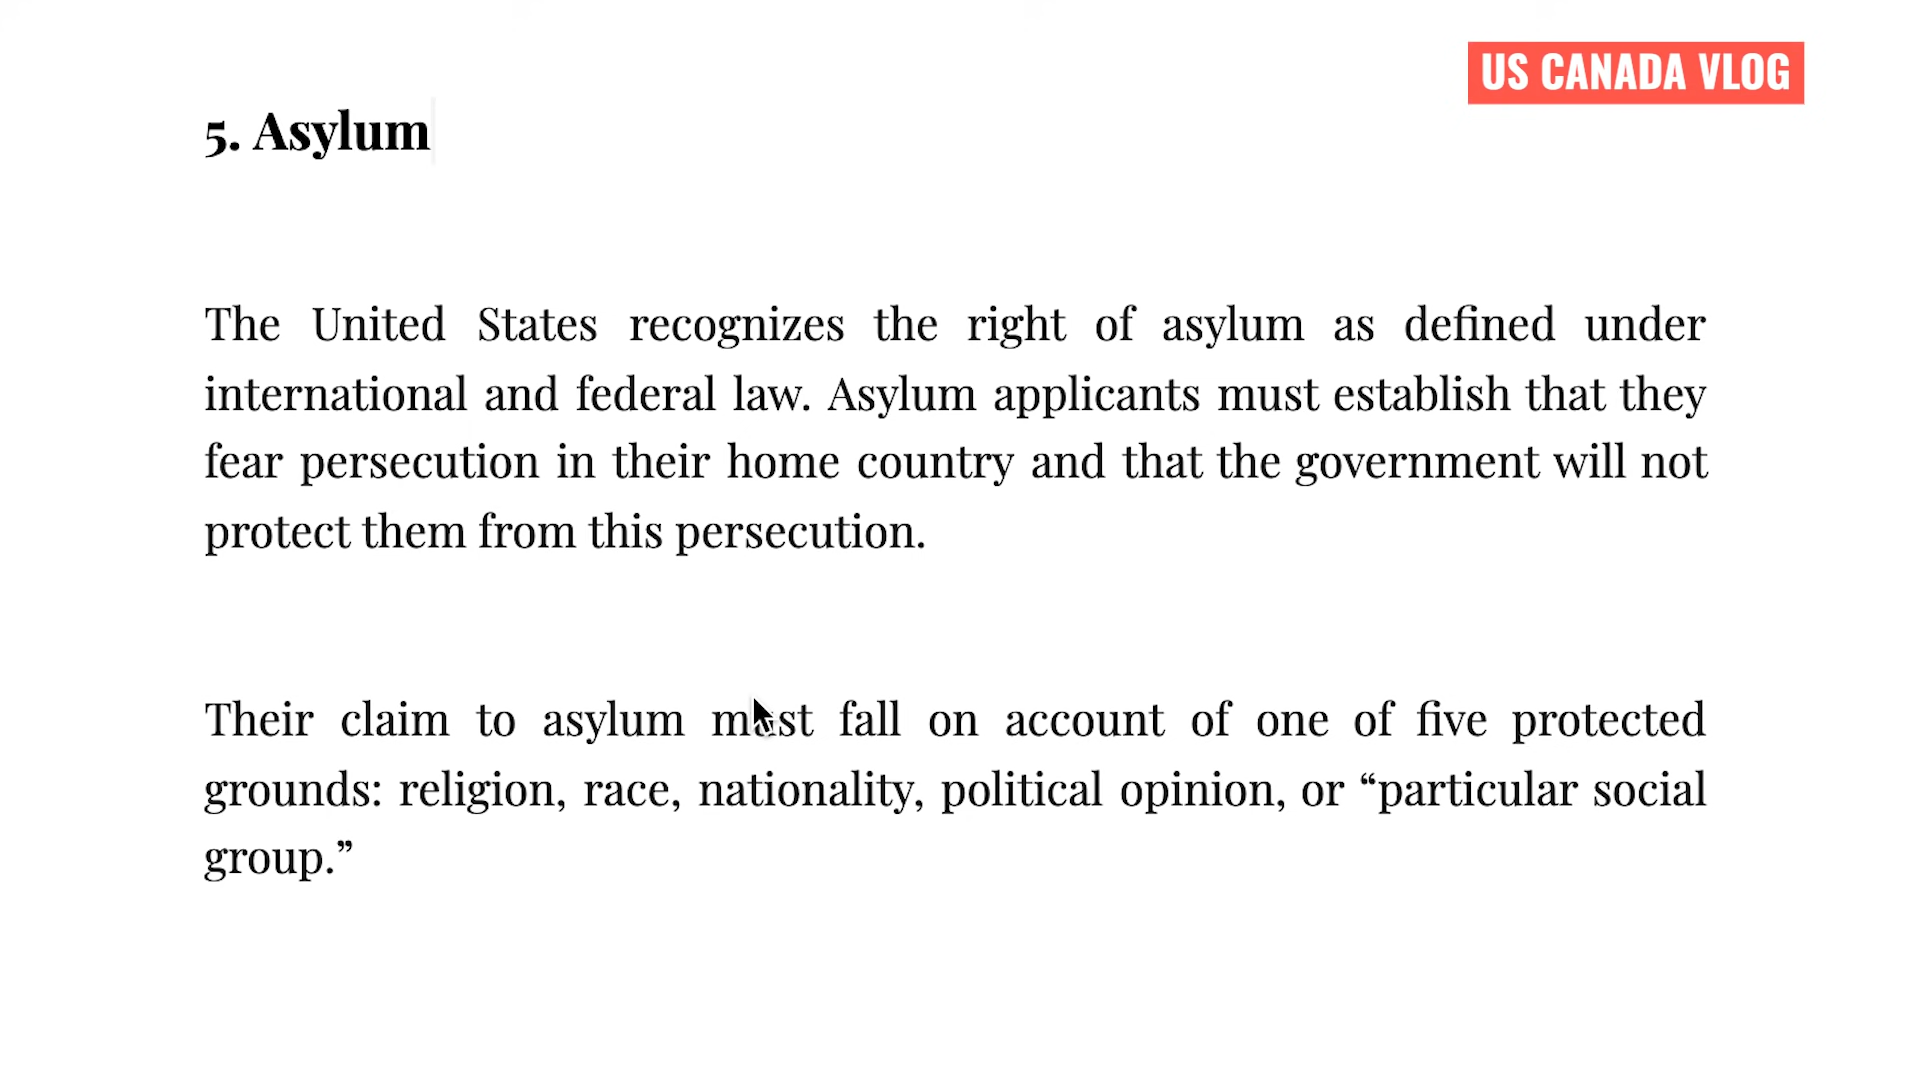 US CANADA VLOG
5. Asylum
The United States recognizes the right of asylum as defined under
international and federal law. Asylum applicants must establish that they
fear persecution in their home country and that the government will not
protect them from this persecution.
Their claim to asylum must fall on account of one of five protected
grounds: religion, race, nationality, political opinion, or “particular social
group.”